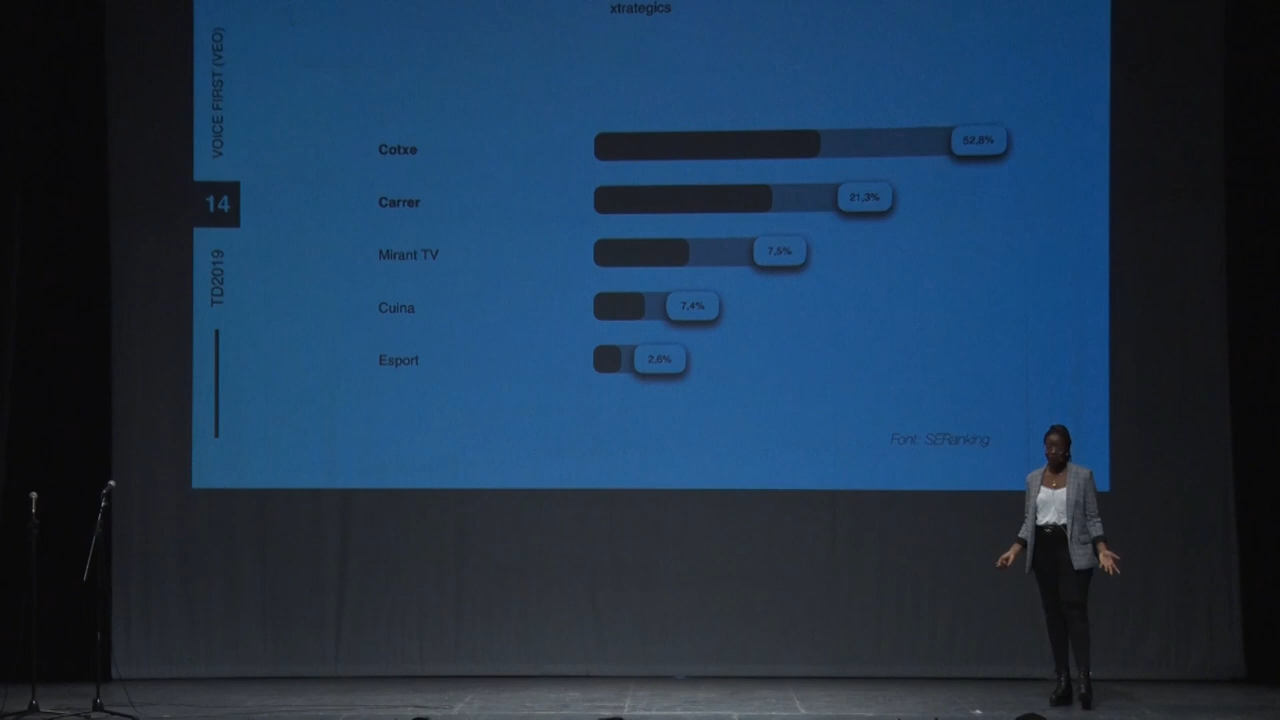 xtrategics
VOICE FIRST (VEO)
14
TD2019
Cotxe
52,8%
Carrer
21,3%
Mirant TV
7,5%
Cuina
7,4%
Esport
2,6%
Font: SERanking